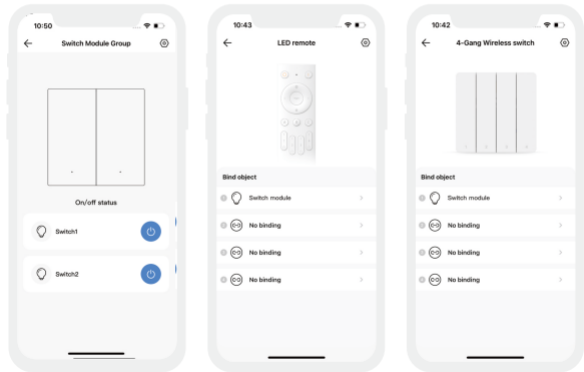 10:50
Switch Module Group
On/off status
Switch1
Switch2
10:43
LED remote
Bind object
Switch module
No binding
No binding
No binding
10:42
4-Gang Wireless switch
Bind object
Switch module
No binding
No binding
No binding